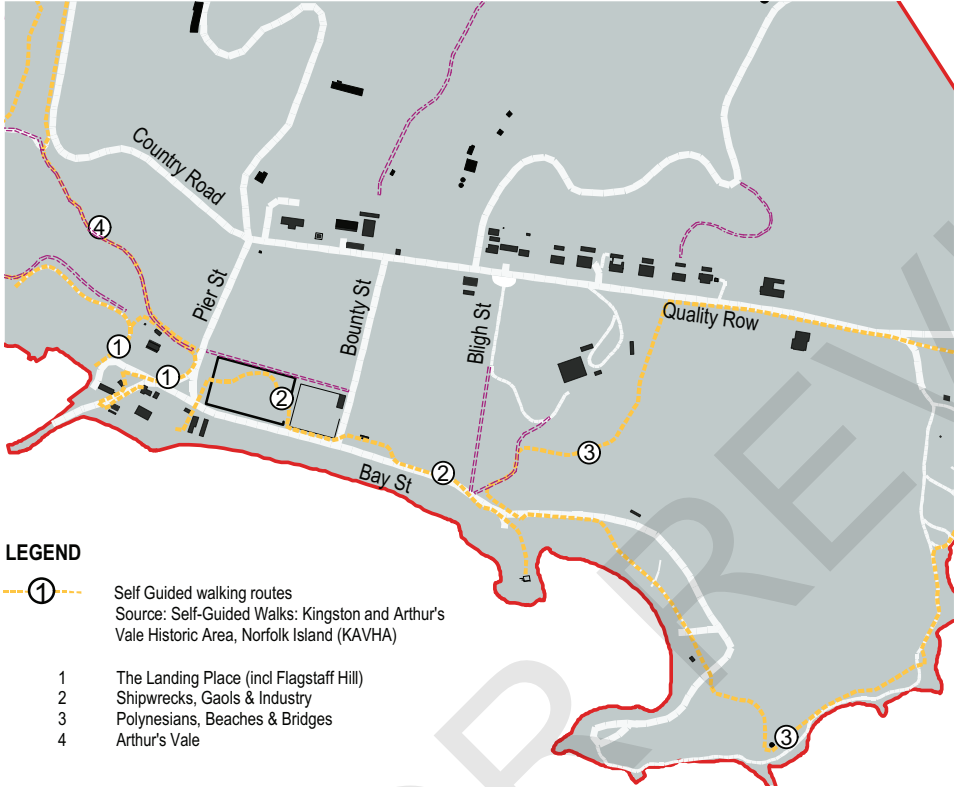 Country Road
4
Pier St
Bounty St
Bligh St
Quality Row
1
1
2
3
2
Bay St
3
LEGEND
1 Self Guided walking routes
Source: Self-Guided Walks: Kingston and Arthur's
Vale Historic Area, Norfolk Island (KAVHA)
1 The Landing Place (incl Flagstaff Hill)
2 Shipwrecks, Gaols & Industry
3 Polynesians, Beaches & Bridges
4 Arthur's Vale